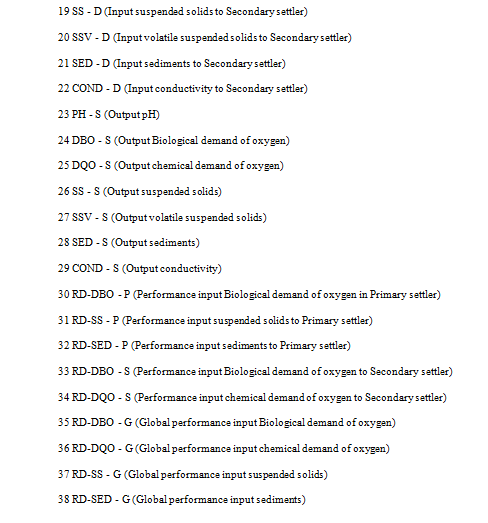 19 SS - D (Input suspended solids to Secondary settler)
20 SSV - D (Input volatile suspended solids to Secondary settler)
21 SED - D (Input sediments to Secondary settler)
22 COND - D (Input conductivity to Secondary settler)
23 PH - S (Output pH)
24 DBO - S (Output Biological demand of oxygen)
25 DQO - S (Output chemical demand of oxygen)
26 SS - S (Output suspended solids)
27 SSV - S (Output volatile suspended solids)
28 SED - S (Output sediments)
29 COND - S (Output conductivity)
30 RD-DBO - P (Performance input Biological demand of oxygen in Primary settler)
31 RD-SS - P (Performance input suspended solids to Primary settler)
32 RD-SED - P (Performance input sediments to Primary settler)
33 RD-DBO - S (Performance input Biological demand of oxygen to Secondary settler)
34 RD-DQO - S (Performance input chemical demand of oxygen to Secondary settler)
35 RD-DBO - G (Global performance input Biological demand of oxygen)
36 RD-DQO - G (Global performance input chemical demand of oxygen)
37 RD-SS - G (Global performance input suspended solids)
38 RD-SED - G (Global performance input sediments)